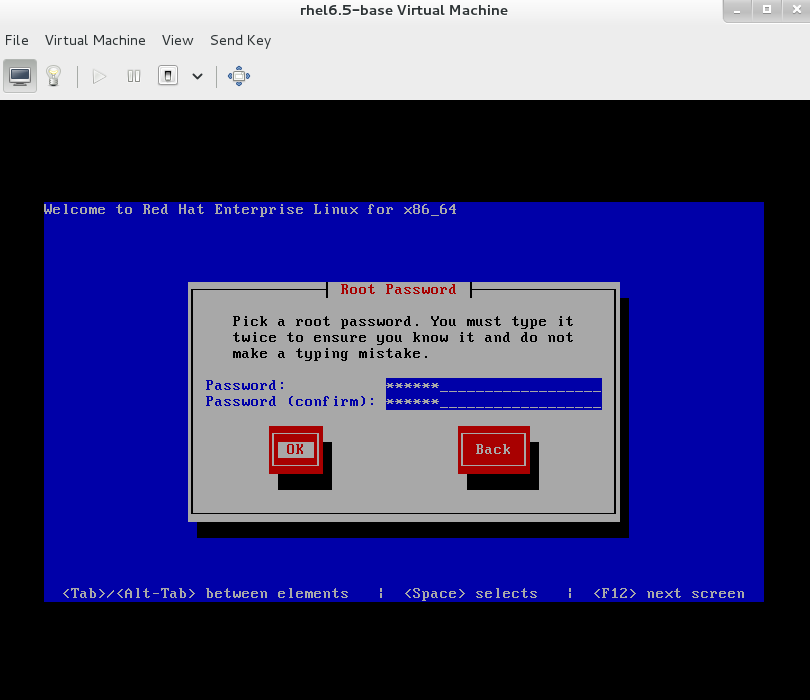 rhel6.5-base Virtual Machine
File Virtual Machine View Send Key
Welcome to Red Hat Enterprise Linux for x86_64
Root Password
Pick a root password. You must type it
twice to ensure you know it and do not
make a typing mistake.
Password: ******__________________
Password (confirm): ******__________________
OK Back
<Tab>/<Alt-Tab> between elements | <Space> selects | <F12> next screen